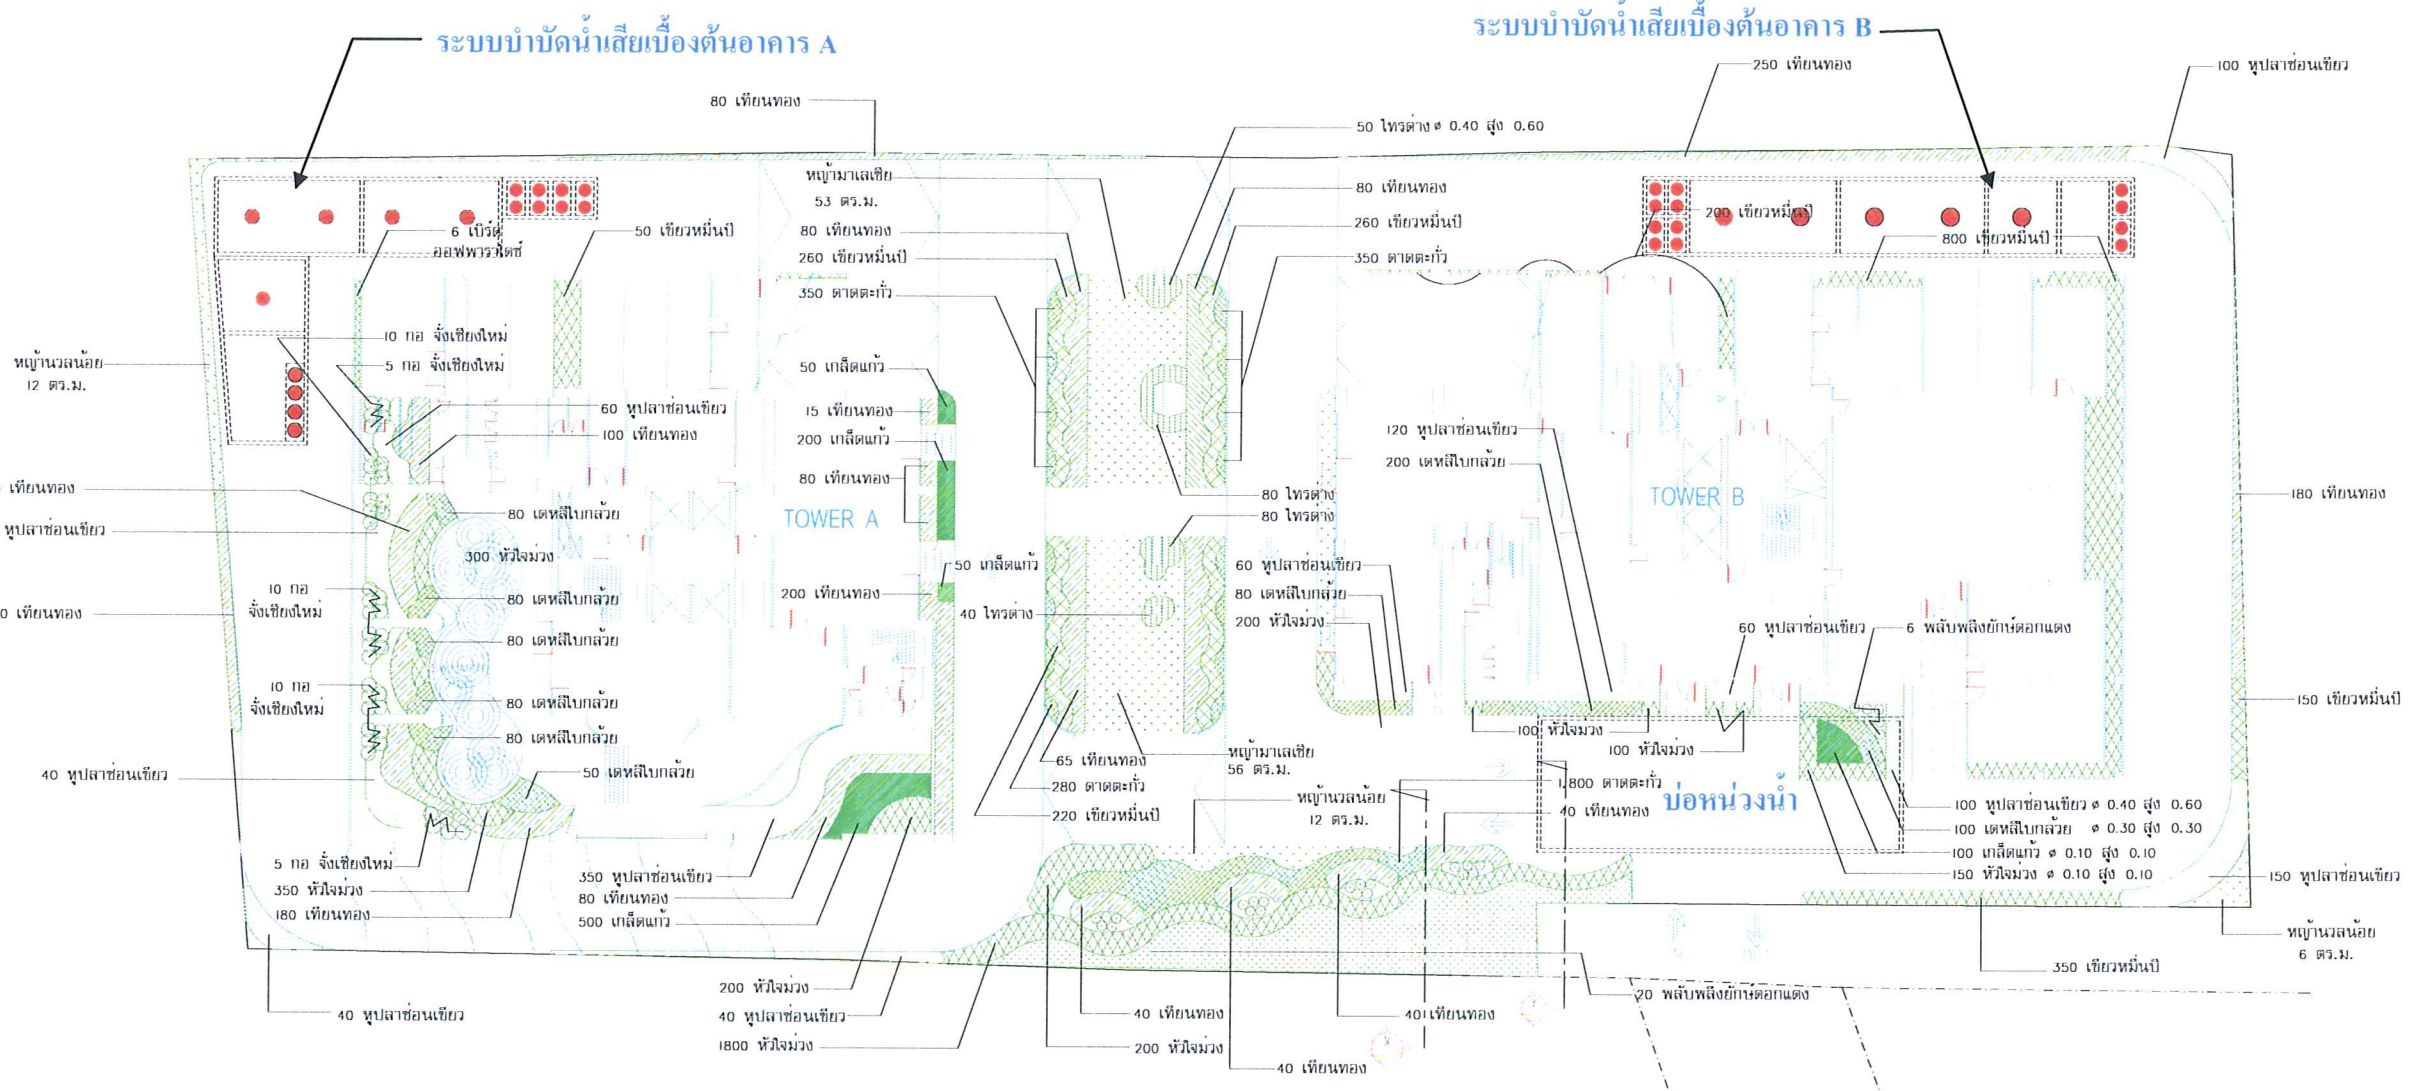 ระบบบำบัดน้ำเสียเบื้องต้นอาคาร A
ระบบบำบัดน้ำเสียเบื้องต้นอาคาร B
250 เทียนทอง
100 หูปลาช่อนเขียว
80 เทียนทอง
50 ไทรด่าง ø 0.40 สูง 0.60
หญ้ามาเลเซีย
53 ตร.ม.
80 เทียนทอง
260 เขียวหมื่นปี
350 ดาดตะกั่ว
80 เทียนทอง
260 เขียวหมื่นปี
350 ดาดตะกั่ว
200 เขียวหมื่นปี
800 เขียวหมื่นปี
6 เบิร์ด
ออฟพาราไดซ์
50 เขียวหมื่นปี
10 กอ จั๋งเชียงใหม่
5 กอ จั๋งเชียงใหม่
หญ้านวลน้อย
12 ตร.ม.
60 หูปลาช่อนเขียว
100 เทียนทอง
50 เกล็ดแก้ว
15 เทียนทอง
200 เกล็ดแก้ว
80 เทียนทอง
TOWER A
120 หูปลาช่อนเขียว
200 เดหลีใบกล้วย
TOWER B
180 เทียนทอง
เทียนทอง
หูปลาช่อนเขียว
80 เดหลีใบกล้วย
300 หัวใจม่วง
80 ไทรด่าง
80 ไทรด่าง
50 เกล็ดแก้ว
200 เทียนทอง
40 ไทรด่าง
60 หูปลาช่อนเขียว
80 เดหลีใบกล้วย
200 หัวใจม่วง
10 กอ
จั๋งเชียงใหม่
0 เทียนทอง
80 เดหลีใบกล้วย
80 เดหลีใบกล้วย
60 หูปลาช่อนเขียว
6 พลับพลึงยักษ์ดอกแดง
10 กอ
จั๋งเชียงใหม่
80 เดหลีใบกล้วย
80 เดหลีใบกล้วย
150 เขียวหมื่นปี
100 หัวใจม่วง
100 หัวใจม่วง
40 หูปลาช่อนเขียว
50 เดหลีใบกล้วย
65 เทียนทอง
280 ดาดตะกั่ว
220 เขียวหมื่นปี
หญ้ามาเลเซีย
56 ตร.ม.
หญ้านวลน้อย
12 ตร.ม.
1,800 ดาดตะกั่ว
40 เทียนทอง
บ่อหน่วงน้ำ
100 หูปลาช่อนเขียว ø 0.40 สูง 0.60
100 เดหลีใบกล้วย ø 0.30 สูง 0.30
100 เกล็ดแก้ว ø 0.10 สูง 0.10
150 หัวใจม่วง ø 0.10 สูง 0.10
5 กอ จั๋งเชียงใหม่
350 หัวใจม่วง
180 เทียนทอง
350 หูปลาช่อนเขียว
80 เทียนทอง
500 เกล็ดแก้ว
150 หูปลาช่อนเขียว
หญ้านวลน้อย
6 ตร.ม.
350 เขียวหมื่นปี
200 หัวใจม่วง
40 หูปลาช่อนเขียว
1800 หัวใจม่วง
40 หูปลาช่อนเขียว
20 พลับพลึงยักษ์ดอกแดง
40 เทียนทอง
200 หัวใจม่วง
40 เทียนทอง
40 เทียนทอง